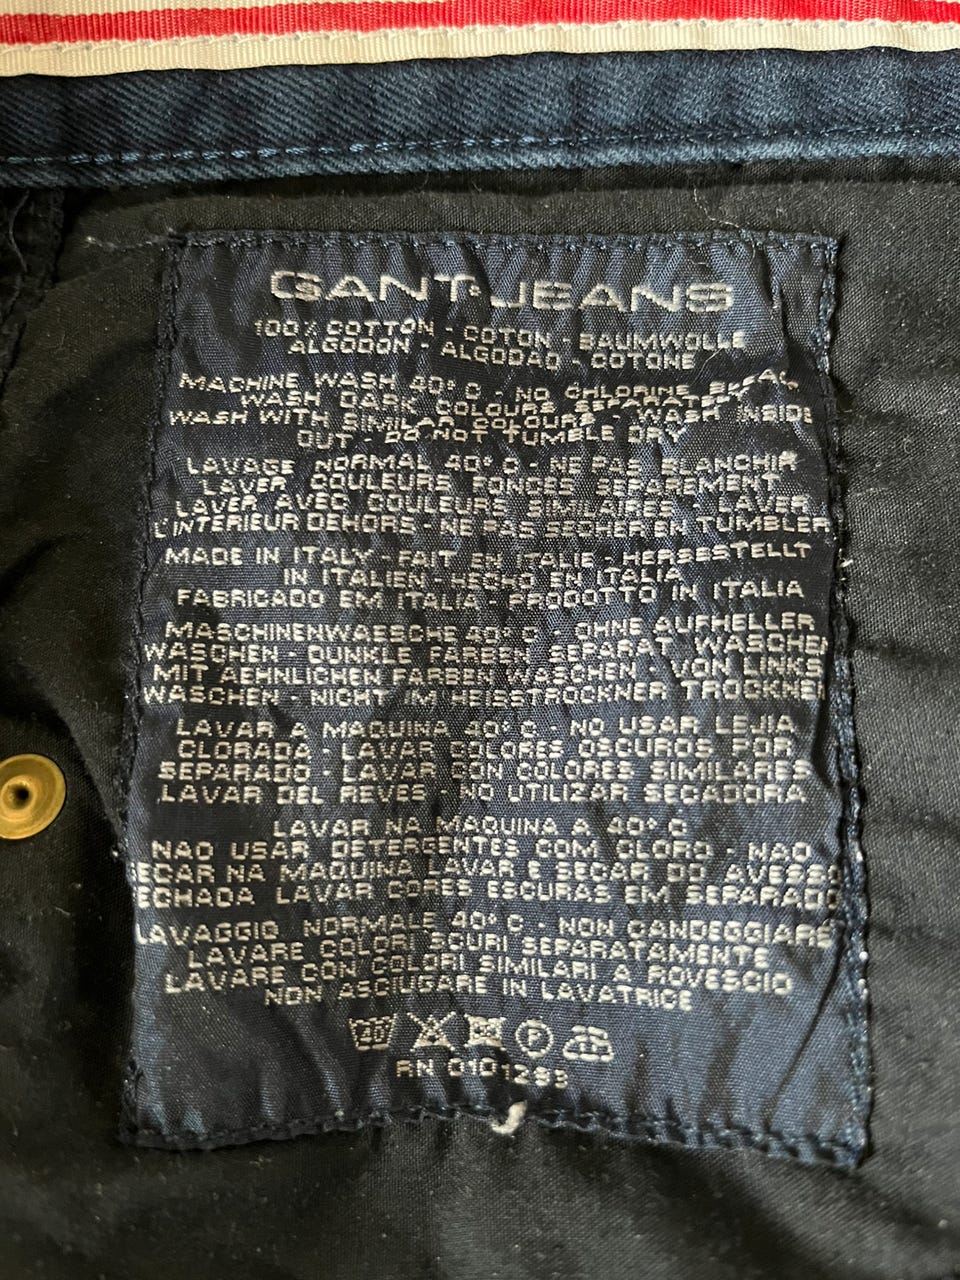 GANT·JEANS
100% COTTON - COTON - BAUMWOLLE
ALGODON - ALGODAO - COTONE
MACHINE WASH 40° C - NO CHLORINE BLEACH
WASH DARK COLOURS SEPARATELY
WASH WITH SIMILAR COLOURS - WASH INSIDE
OUT - DO NOT TUMBLE DRY
LAVAGE NORMAL 40° C - NE PAS BLANCHIR
LAVER COULEURS FONCES SEPAREMENT
LAVER AVEC COULEURS SIMILAIRES - LAVER
L'INTERIEUR DEHORS - NE PAS SECHER EN TUMBLER
MADE IN ITALY - FAIT EN ITALIE - HERGESTELLT
IN ITALIEN - HECHO EN ITALIA
FABRICADO EM ITALIA - PRODOTTO IN ITALIA
MASCHINENWAESCHE 40° C - OHNE AUFHELLER
WASCHEN - DUNKLE FARBEN SEPARAT WASCHEN
MIT AEHNLICHEN FARBEN WASCHEN - VON LINKS
WASCHEN - NICHT IM HEISSTROCKNER TROCKNEN
LAVAR A MAQUINA 40° C - NO USAR LEJIA
CLORADA - LAVAR COLORES OSCUROS POR
SEPARADO - LAVAR CON COLORES SIMILARES
LAVAR DEL REVES - NO UTILIZAR SECADORA
LAVAR NA MAQUINA A 40° C
NAO USAR DETERGENTES COM CLORO - NAO
ECAR NA MAQUINA LAVAR E SECAR DO AVESSO
ECHADA LAVAR CORES ESCURAS EM SEPARADO
LAVAGGIO NORMALE 40° C - NON CANDEGGIARE
LAVARE COLORI SCURI SEPARATAMENTE
LAVARE CON COLORI SIMILARI A ROVESCIO
NON ASCIUGARE IN LAVATRICE
40 P
RN 0101293